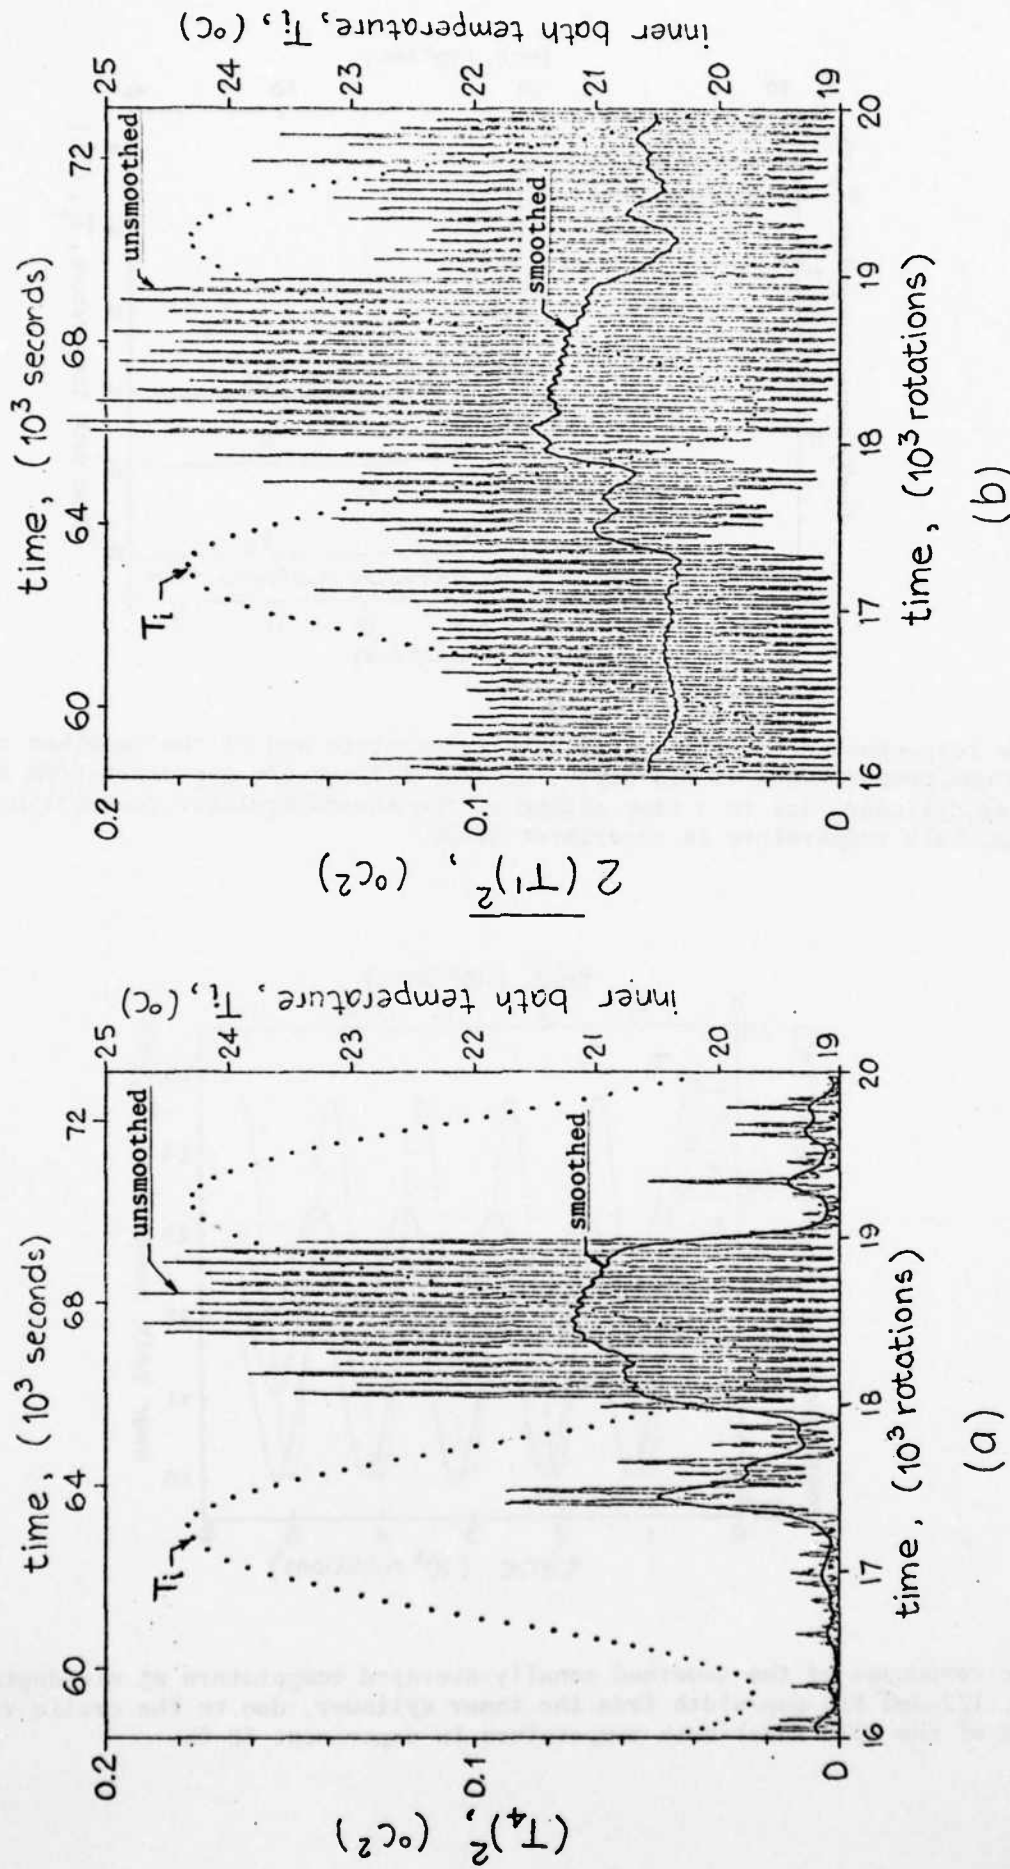 time, (10³ seconds)
60
64
68
72
0.2
0.1
0
(T₄)², (°C²)
Tᵢ
unsmoothed
smoothed
25
24
23
22
21
20
19
inner bath temperature, Tᵢ, (°C)
16
17
18
19
20
time, (10³ rotations)
(a)
time, (10³ seconds)
60
64
68
72
0.2
0.1
0
2 (T')², (°C²)
Tᵢ
unsmoothed
smoothed
25
24
23
22
21
20
19
inner bath temperature, Tᵢ, (°C)
16
17
18
19
20
time, (10³ rotations)
(b)